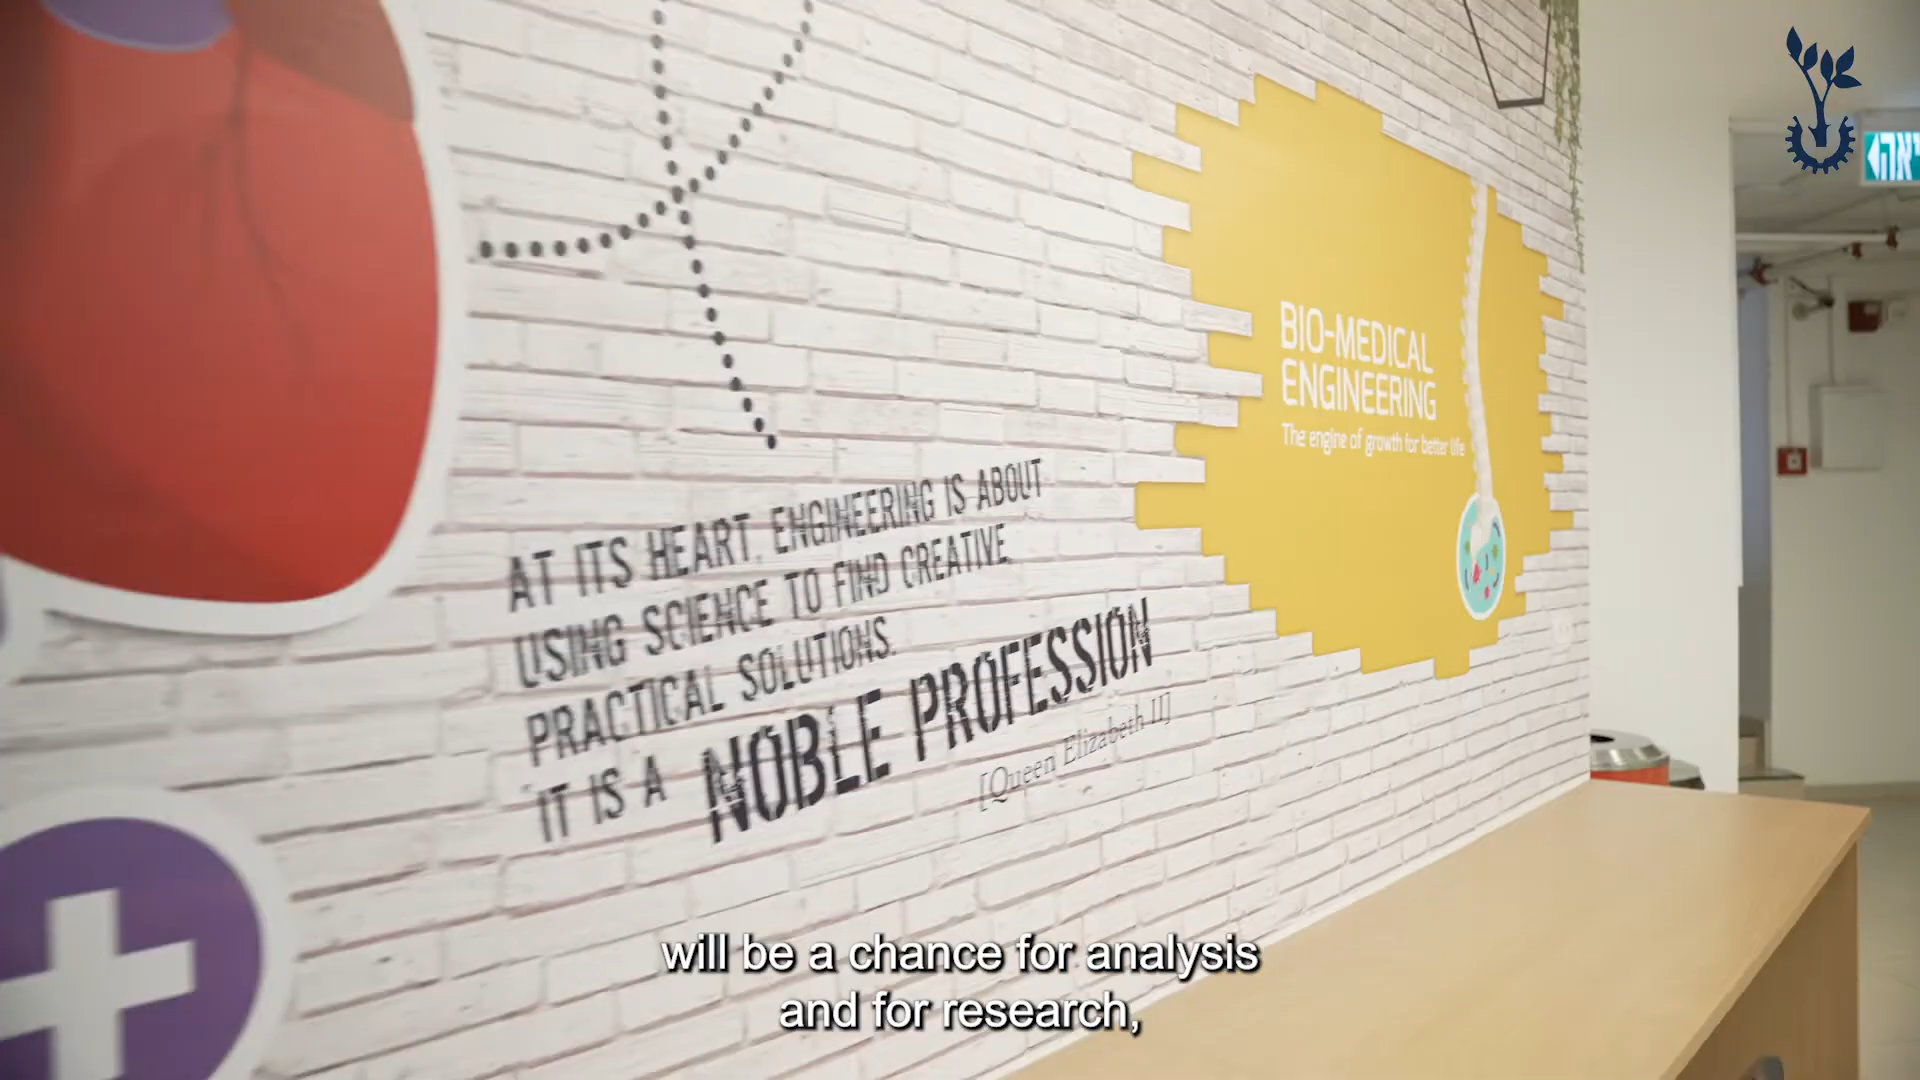 BIO-MEDICAL
ENGINEERING
The engine of growth for better life
AT ITS HEART, ENGINEERING IS ABOUT
USING SCIENCE TO FIND CREATIVE
PRACTICAL SOLUTIONS.
IT IS A NOBLE PROFESSION
[Queen Elizabeth II]
will be a chance for analysis
and for research,